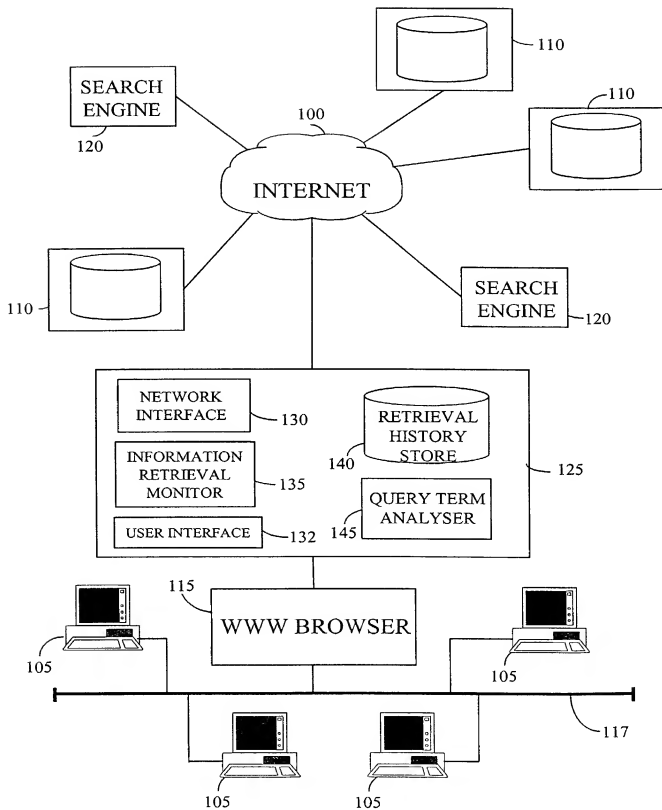 110
SEARCH
ENGINE
120
100
110
INTERNET
110
SEARCH
ENGINE
120
NETWORK
INTERFACE
130
RETRIEVAL
HISTORY
STORE
140
INFORMATION
RETRIEVAL
MONITOR
135
125
QUERY TERM
ANALYSER
145
USER INTERFACE
132
115
WWW BROWSER
105
105
117
105
105